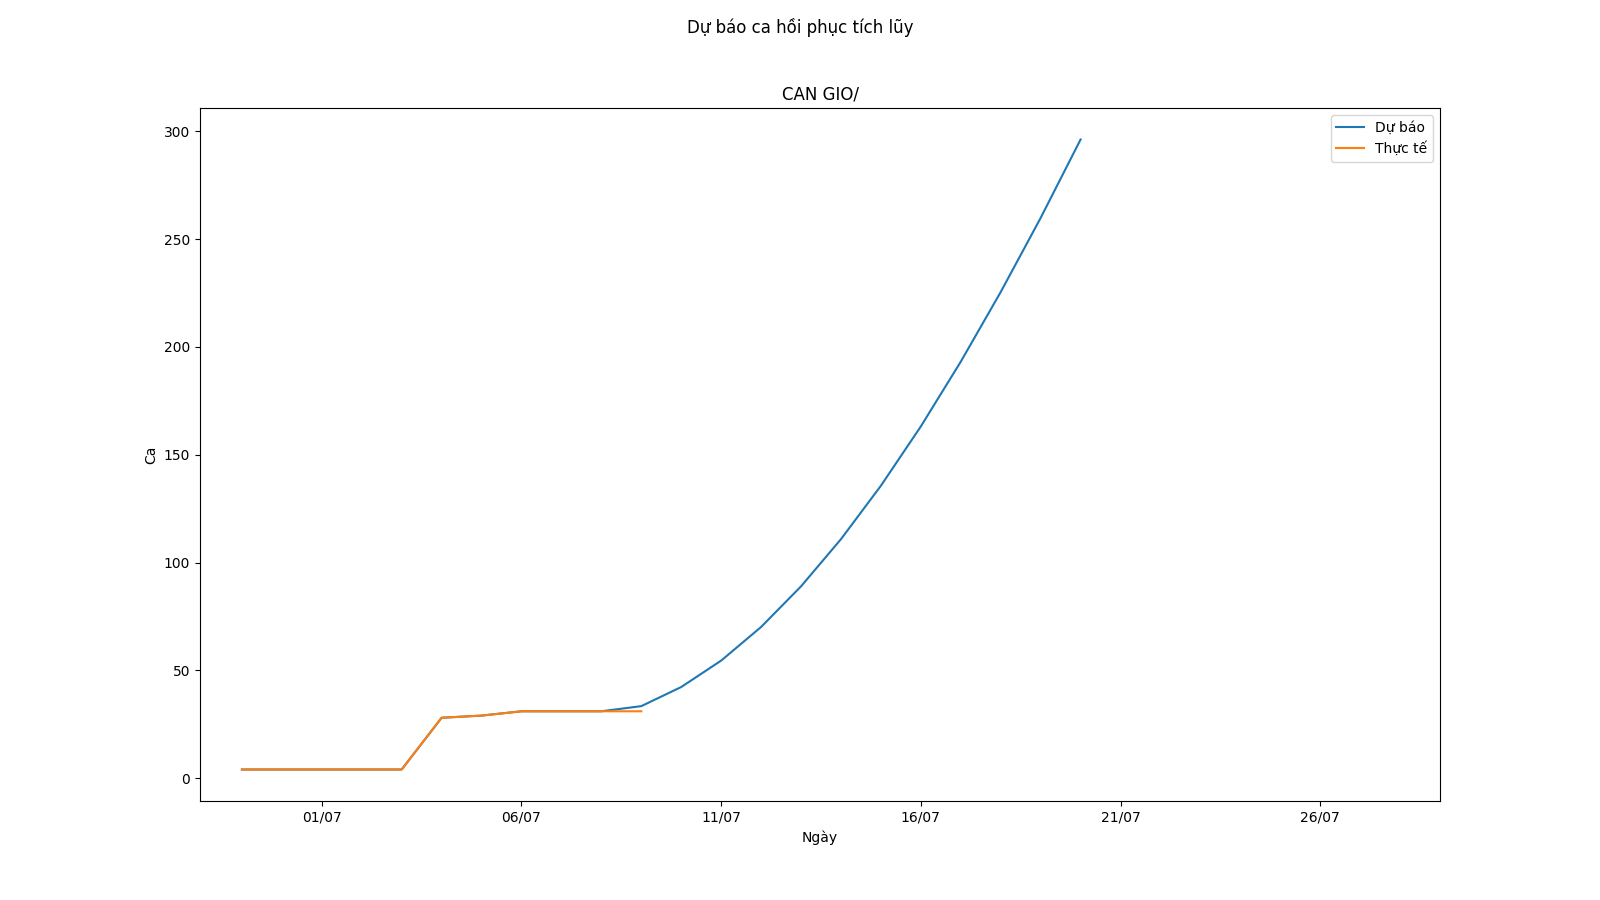 Dự báo ca hồi phục tích lũy
CAN GIO/
Dự báo
Thực tế
300
250
200
150
100
50
0
Ca
01/07 06/07 11/07 16/07 21/07 26/07
Ngày